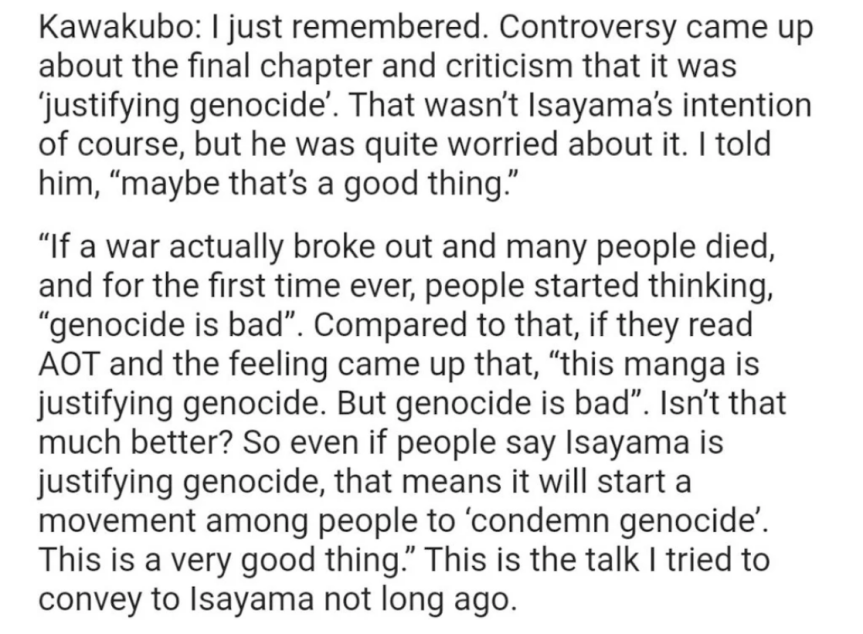 Kawakubo: I just remembered. Controversy came up
about the final chapter and criticism that it was
‘justifying genocide’. That wasn’t Isayama’s intention
of course, but he was quite worried about it. I told
him, “maybe that’s a good thing.”
“If a war actually broke out and many people died,
and for the first time ever, people started thinking,
“genocide is bad”. Compared to that, if they read
AOT and the feeling came up that, “this manga is
justifying genocide. But genocide is bad”. Isn’t that
much better? So even if people say Isayama is
justifying genocide, that means it will start a
movement among people to ‘condemn genocide’.
This is a very good thing.” This is the talk I tried to
convey to Isayama not long ago.